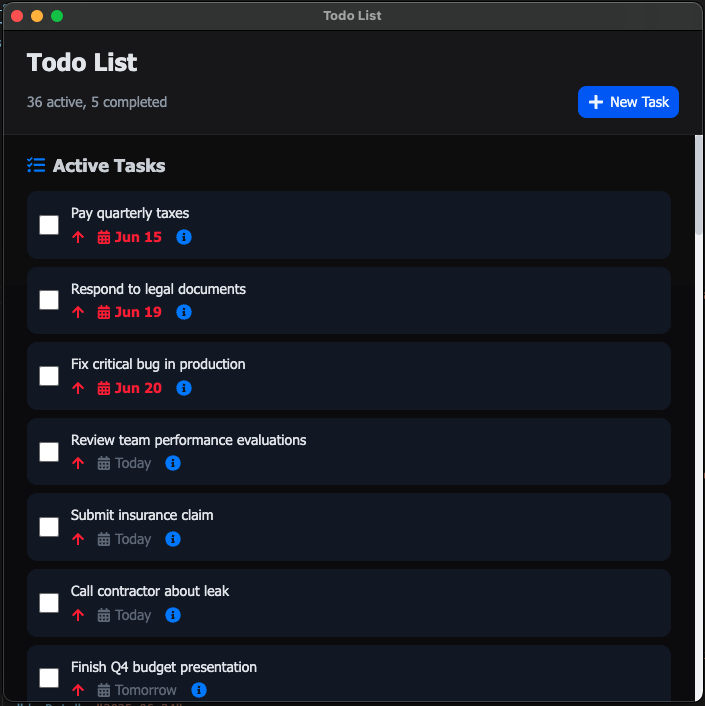 Todo List
Todo List
36 active, 5 completed
New Task
Active Tasks
Pay quarterly taxes
Jun 15
Respond to legal documents
Jun 19
Fix critical bug in production
Jun 20
Review team performance evaluations
Today
Submit insurance claim
Today
Call contractor about leak
Today
Finish Q4 budget presentation
Tomorrow